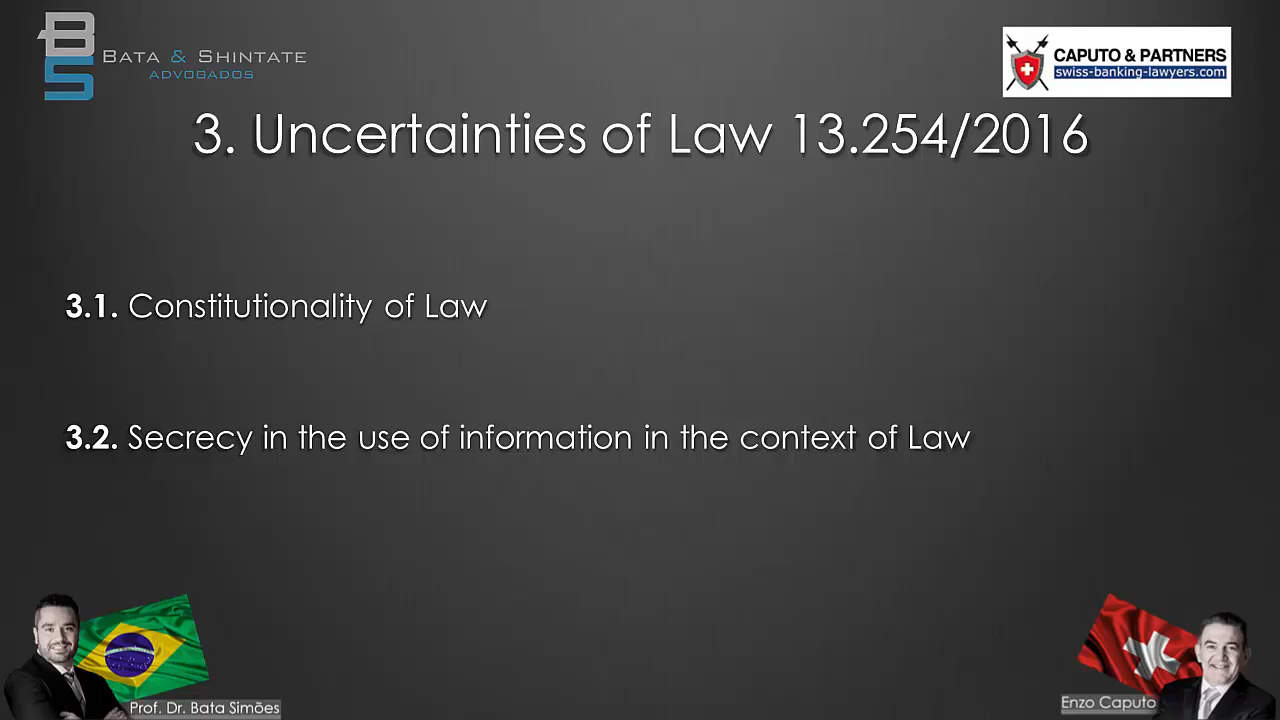 BS
BATA & SHINTATE
ADVOGADOS
CAPUTO & PARTNERS
swiss-banking-lawyers.com
3. Uncertainties of Law 13.254/2016
3.1. Constitutionality of Law
3.2. Secrecy in the use of information in the context of Law
Prof. Dr. Bata Simões
Enzo Caputo